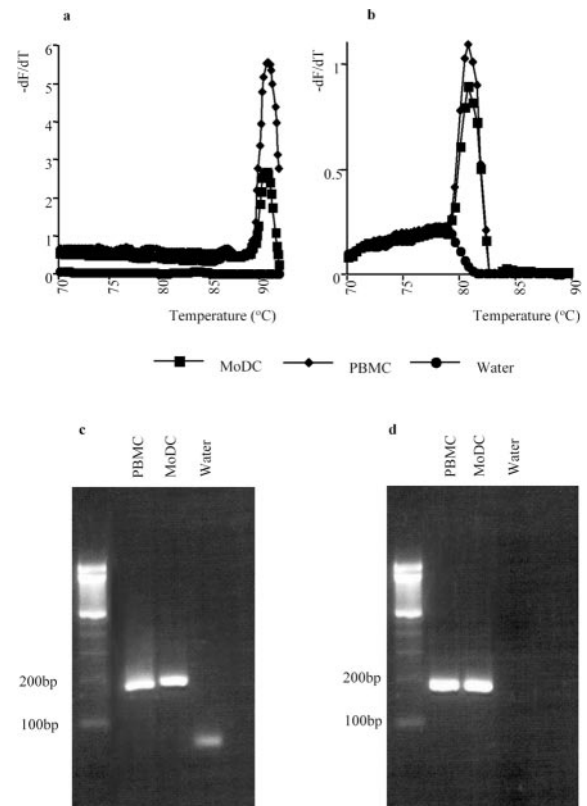 a
b
-dF/dT
6
5
4
3
2
1
0
70
75
80
85
90
Temperature (°C)
-dF/dT
1
0.5
0
70
75
80
85
90
Temperature (°C)
MoDC
PBMC
Water
c
PBMC
MoDC
Water
200bp
100bp
d
PBMC
MoDC
Water
200bp
100bp